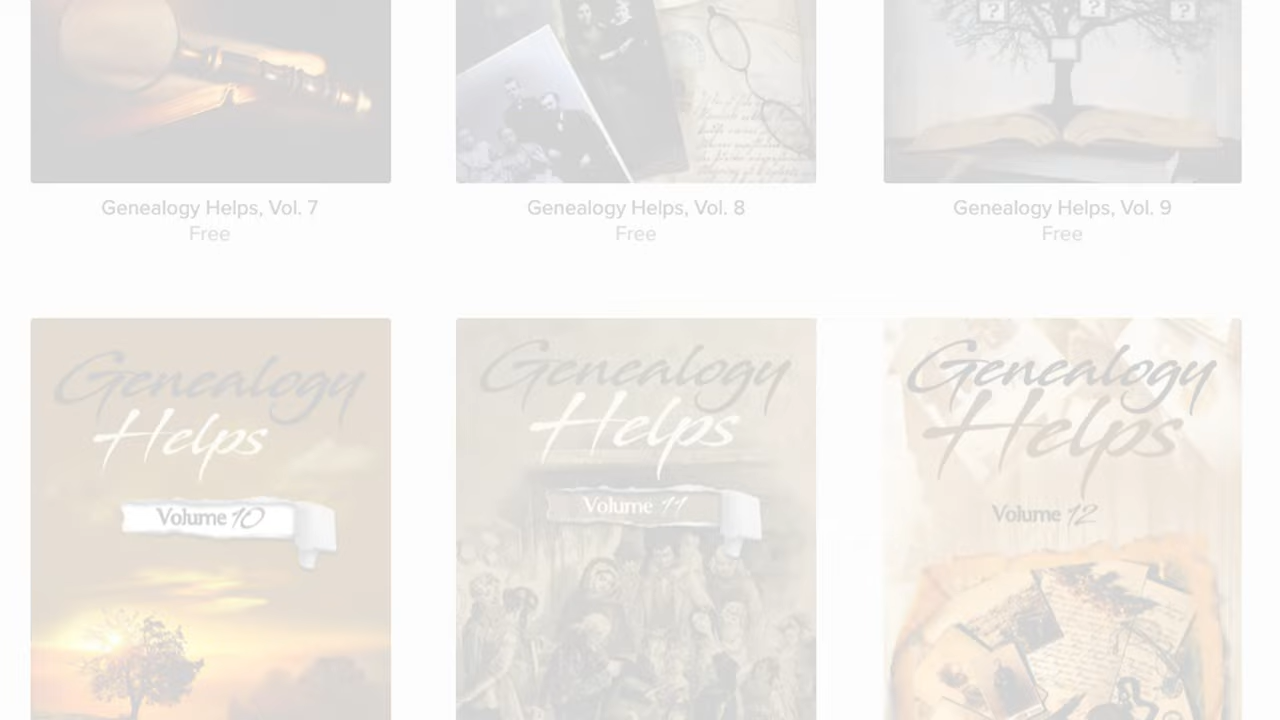 ? ? ?
Genealogy Helps, Vol. 7
Free
Genealogy Helps, Vol. 8
Free
Genealogy Helps, Vol. 9
Free
Genealogy
Helps
Volume 10
Genealogy
Helps
Volume 11
Genealogy
Helps
Volume 12